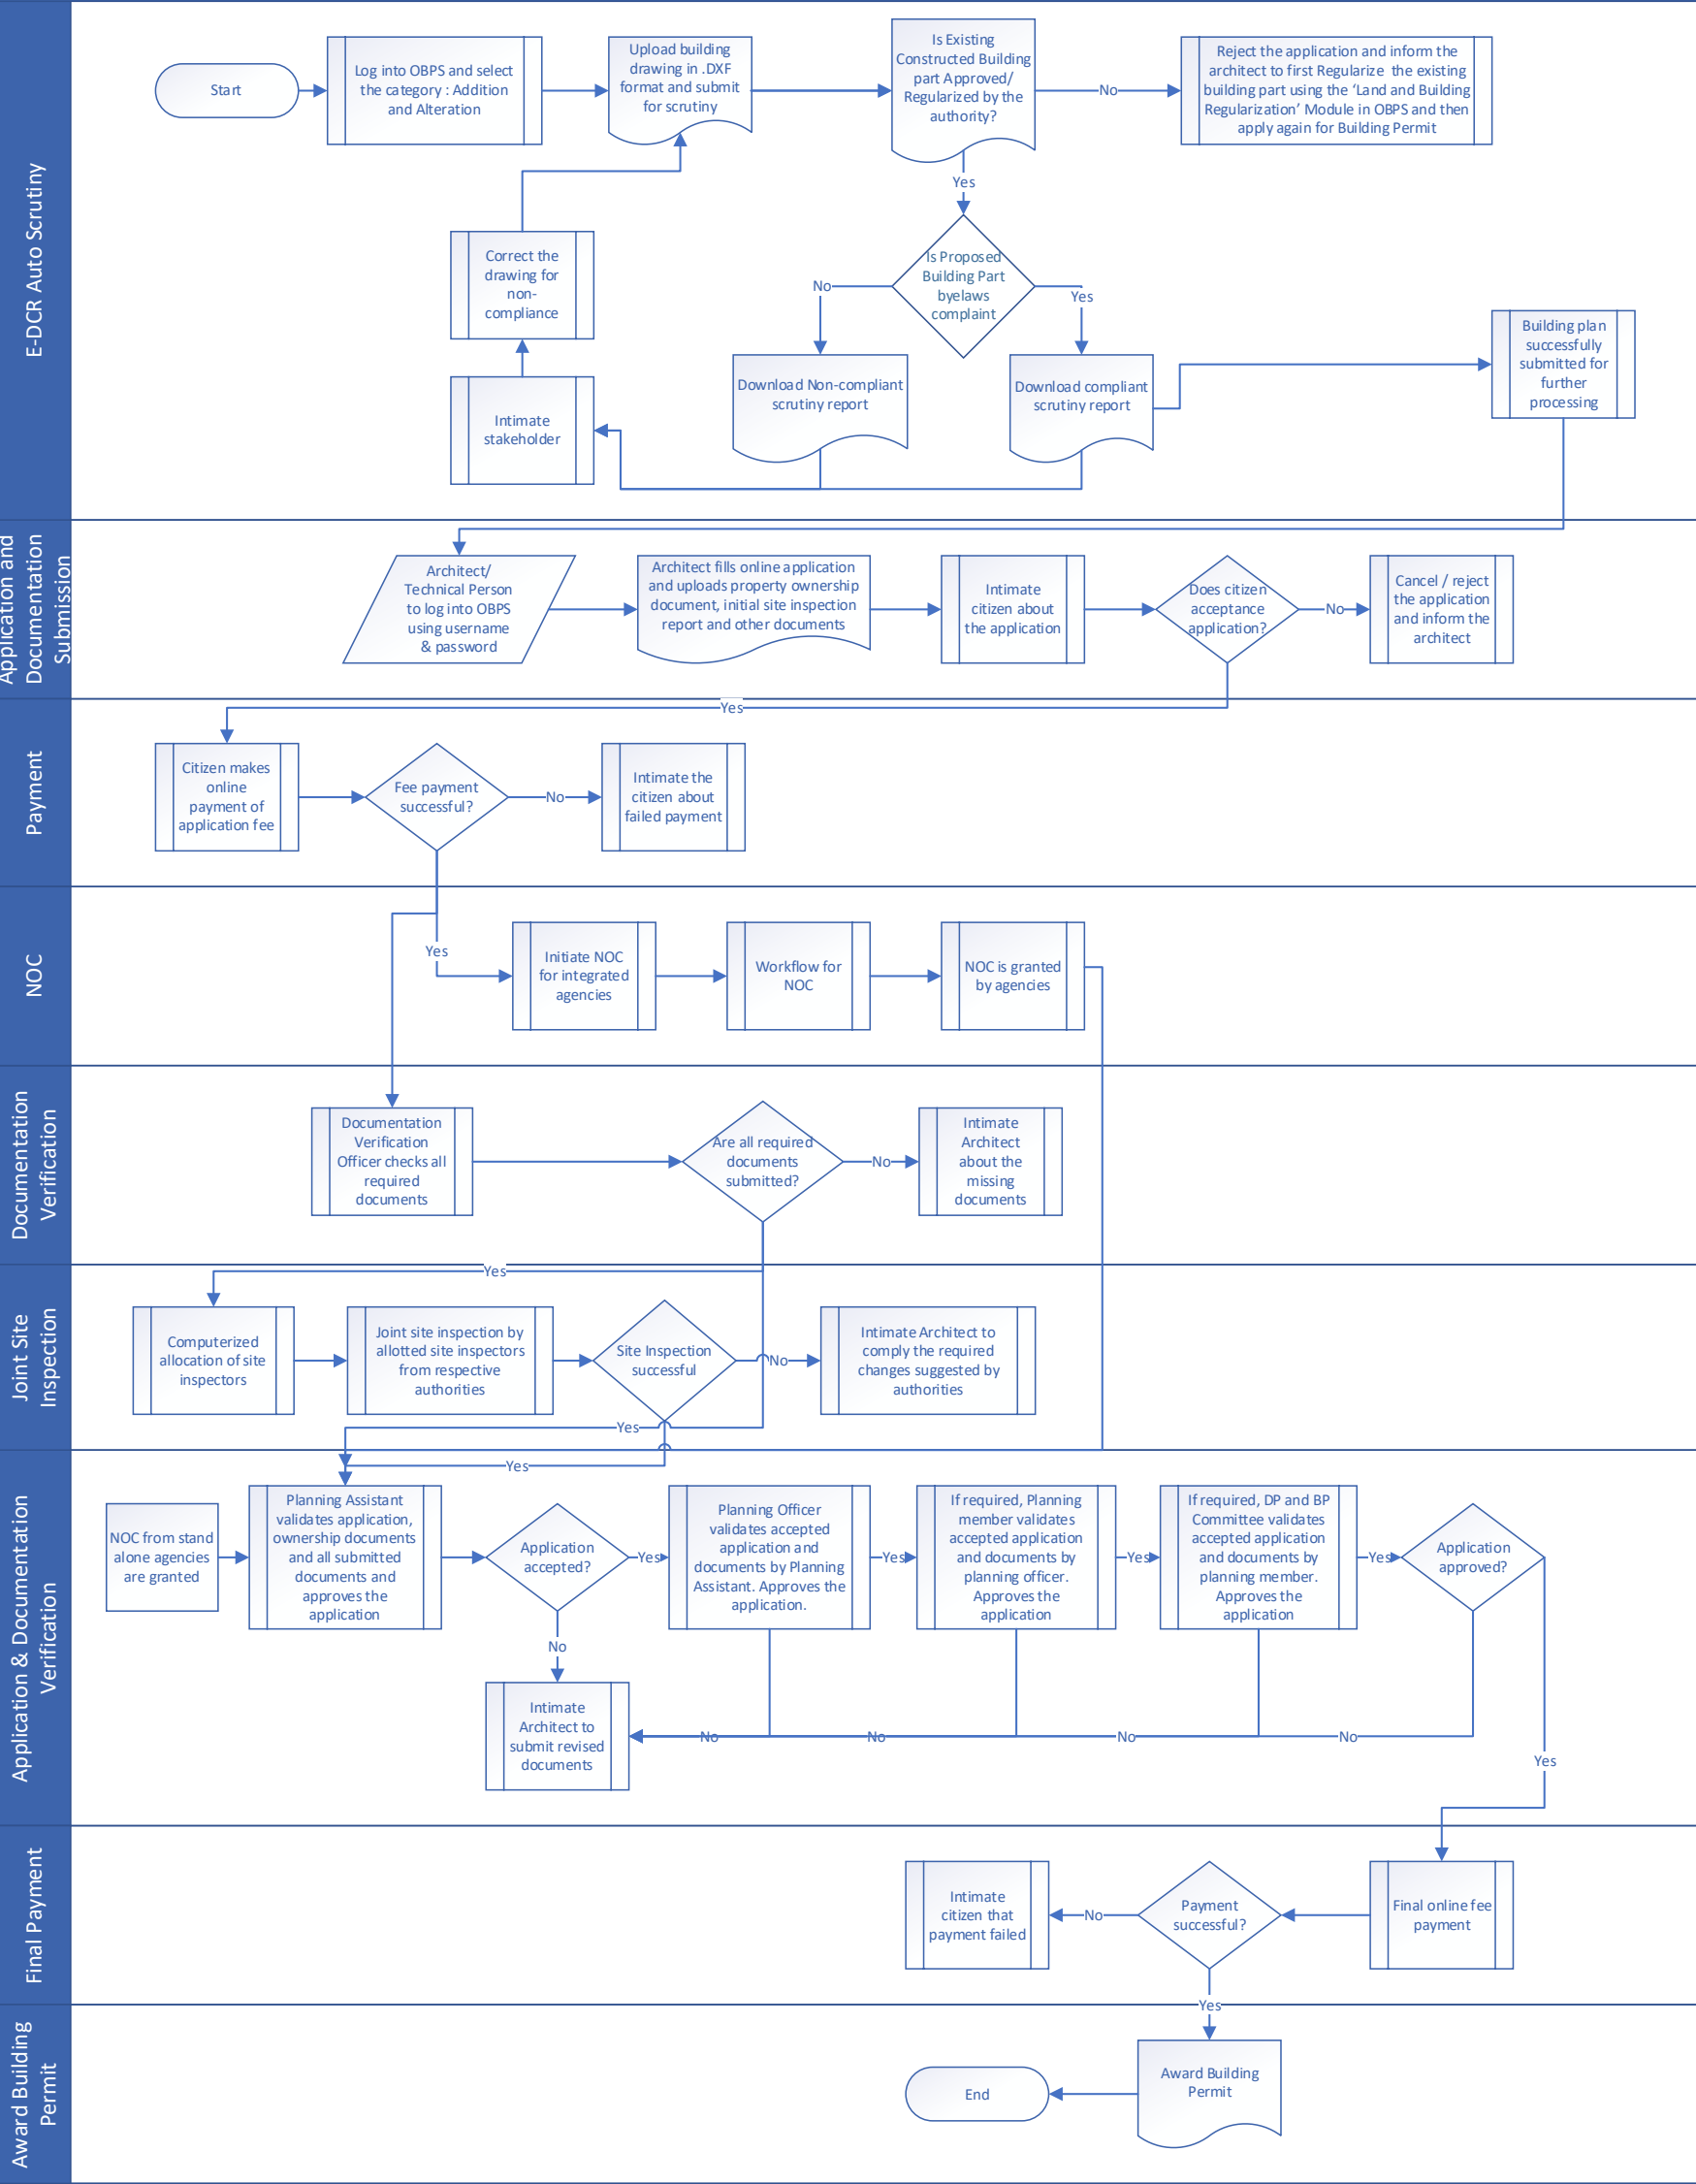 E-DCR Auto Scrutiny
Start
Log into OBPS and select
the category : Addition
and Alteration
Upload building
drawing in .DXF
format and submit
for scrutiny
Is Existing
Constructed Building
part Approved/
Regularized by the
authority?
No
Reject the application and inform the
architect to first Regularize the existing
building part using the ‘Land and Building
Regularization’ Module in OBPS and then
apply again for Building Permit
Yes
Is Proposed
Building Part
byelaws
complaint
No
Yes
Correct the
drawing for
non-
compliance
Intimate
stakeholder
Download Non-compliant
scrutiny report
Download compliant
scrutiny report
Building plan
successfully
submitted for
further
processing
Application and
Documentation
Submission
Architect/
Technical Person
to log into OBPS
using username
& password
Architect fills online application
and uploads property ownership
document, initial site inspection
report and other documents
Intimate
citizen about
the application
Does citizen
acceptance
application?
No
Cancel / reject
the application
and inform the
architect
Yes
Payment
Citizen makes
online
payment of
application fee
Fee payment
successful?
No
Intimate the
citizen about
failed payment
NOC
Yes
Initiate NOC
for integrated
agencies
Workflow for
NOC
NOC is granted
by agencies
Documentation
Verification
Documentation
Verification
Officer checks all
required
documents
Are all required
documents
submitted?
No
Intimate
Architect
about the
missing
documents
Yes
Joint Site
Inspection
Computerized
allocation of site
inspectors
Joint site inspection by
allotted site inspectors
from respective
authorities
Site Inspection
successful
No
Intimate Architect to
comply the required
changes suggested by
authorities
Yes
Yes
Application & Documentation
Verification
NOC from stand
alone agencies
are granted
Planning Assistant
validates application,
ownership documents
and all submitted
documents and
approves the
application
Application
accepted?
Yes
Planning Officer
validates accepted
application and
documents by Planning
Assistant. Approves the
application.
Yes
If required, Planning
member validates
accepted application
and documents by
planning officer.
Approves the
application
Yes
If required, DP and BP
Committee validates
accepted application
and documents by
planning member.
Approves the
application
Yes
Application
approved?
No
Intimate
Architect to
submit revised
documents
No
No
No
No
Yes
Final Payment
Intimate
citizen that
payment failed
No
Payment
successful?
Final online fee
payment
Yes
Award Building
Permit
End
Award Building
Permit